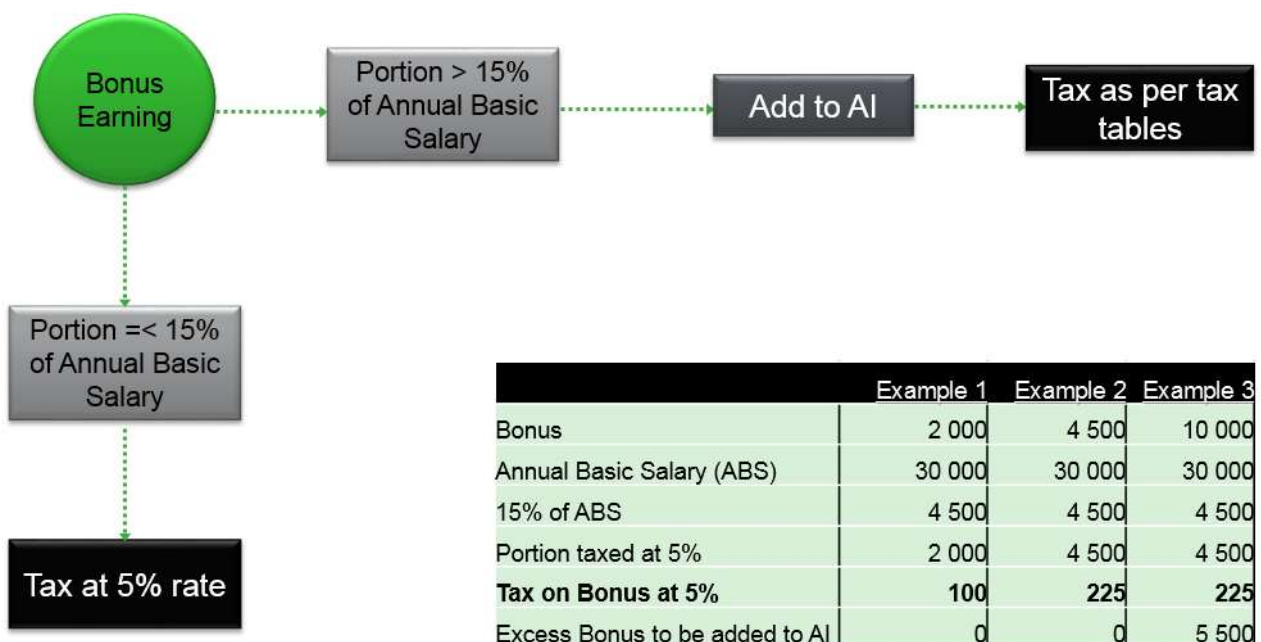 Bonus
Earning
Portion > 15%
of Annual Basic
Salary
Add to AI
Tax as per tax
tables
Portion =< 15%
of Annual Basic
Salary
Tax at 5% rate
Example 1 Example 2 Example 3
Bonus 2 000 4 500 10 000
Annual Basic Salary (ABS) 30 000 30 000 30 000
15% of ABS 4 500 4 500 4 500
Portion taxed at 5% 2 000 4 500 4 500
Tax on Bonus at 5% 100 225 225
Excess Bonus to be added to AI 0 0 5 500